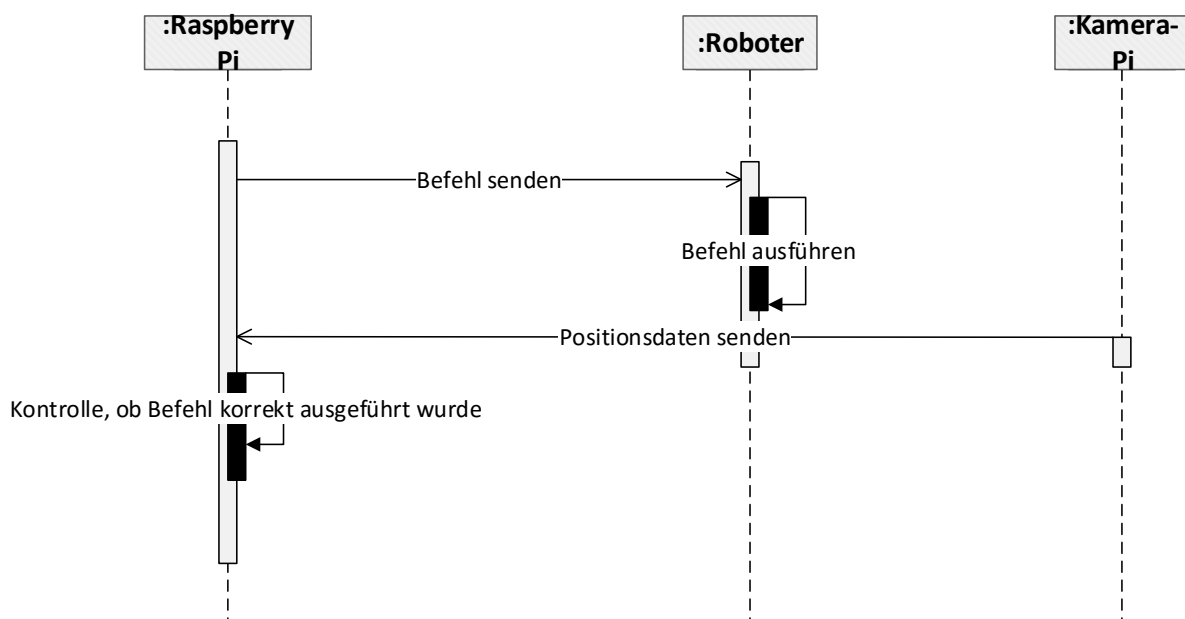 :Raspberry
Pi
:Roboter
:Kamera-
Pi
Befehl senden
Befehl ausführen
Positionsdaten senden
Kontrolle, ob Befehl korrekt ausgeführt wurde